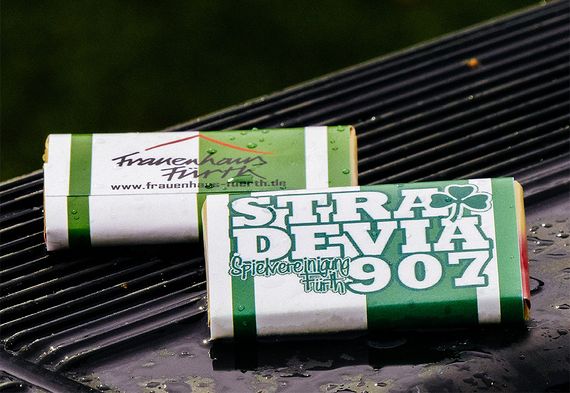 Frauenhaus
Fürth
www.frauenhaus-fuerth.de
STRA
DEVIA
Spielvereinigung
Fürth
907